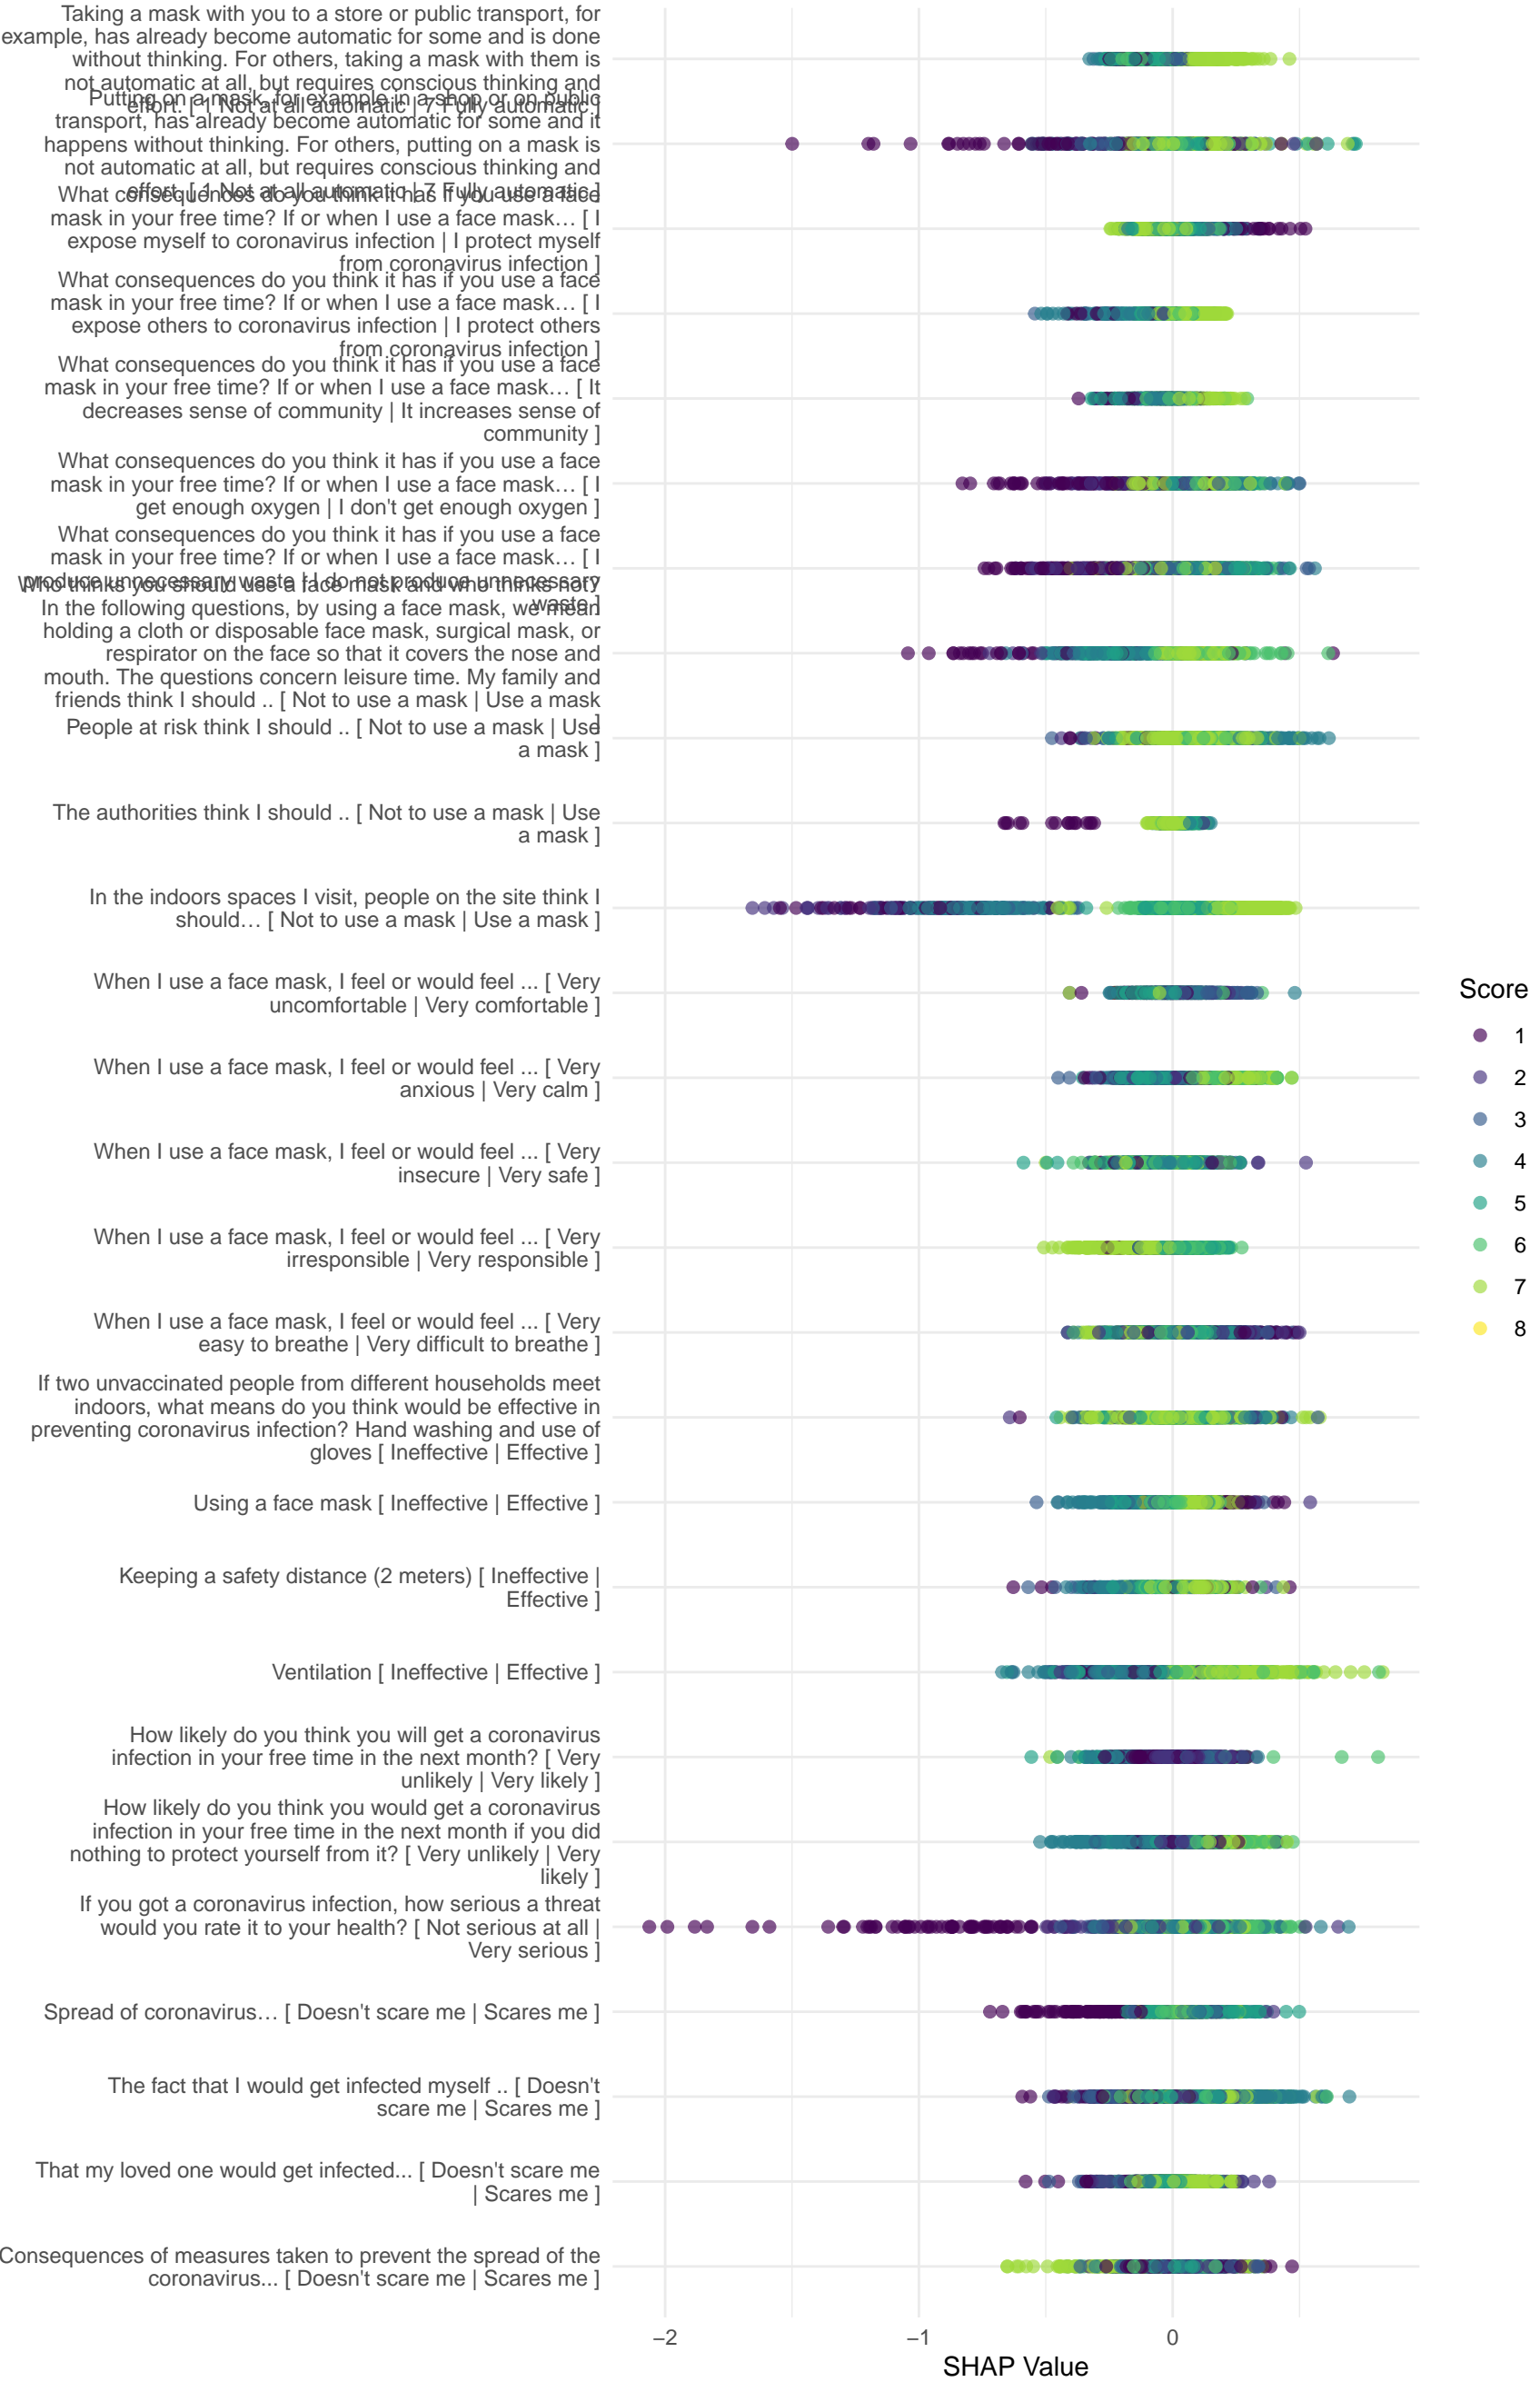 Taking a mask with you to a store or public transport, for
example, has already become automatic for some and is done
without thinking. For others, taking a mask with them is
not automatic at all, but requires conscious thinking and
effort. [ 1 Not at all automatic | 7 Fully automatic ]
Putting on a mask, for example in a shop or on public
transport, has already become automatic for some and it
happens without thinking. For others, putting on a mask is
not automatic at all, but requires conscious thinking and
effort. [ 1 Not at all automatic | 7 Fully automatic ]
What consequences do you think it has if you use a face
mask in your free time? If or when I use a face mask… [ I
expose myself to coronavirus infection | I protect myself
from coronavirus infection ]
What consequences do you think it has if you use a face
mask in your free time? If or when I use a face mask… [ I
expose others to coronavirus infection | I protect others
from coronavirus infection ]
What consequences do you think it has if you use a face
mask in your free time? If or when I use a face mask… [ It
decreases sense of community | It increases sense of
community ]
What consequences do you think it has if you use a face
mask in your free time? If or when I use a face mask… [ I
get enough oxygen | I don't get enough oxygen ]
What consequences do you think it has if you use a face
mask in your free time? If or when I use a face mask… [ I
produce unnecessary waste | I do not produce unnecessary
waste ]
Who thinks you should use a face mask and who thinks not?
In the following questions, by using a face mask, we mean
holding a cloth or disposable face mask, surgical mask, or
respirator on the face so that it covers the nose and
mouth. The questions concern leisure time. My family and
friends think I should .. [ Not to use a mask | Use a mask
]
People at risk think I should .. [ Not to use a mask | Use
a mask ]
The authorities think I should .. [ Not to use a mask | Use
a mask ]
In the indoors spaces I visit, people on the site think I
should… [ Not to use a mask | Use a mask ]
When I use a face mask, I feel or would feel ... [ Very
uncomfortable | Very comfortable ]
When I use a face mask, I feel or would feel ... [ Very
anxious | Very calm ]
When I use a face mask, I feel or would feel ... [ Very
insecure | Very safe ]
When I use a face mask, I feel or would feel ... [ Very
irresponsible | Very responsible ]
When I use a face mask, I feel or would feel ... [ Very
easy to breathe | Very difficult to breathe ]
If two unvaccinated people from different households meet
indoors, what means do you think would be effective in
preventing coronavirus infection? Hand washing and use of
gloves [ Ineffective | Effective ]
Using a face mask [ Ineffective | Effective ]
Keeping a safety distance (2 meters) [ Ineffective |
Effective ]
Ventilation [ Ineffective | Effective ]
How likely do you think you will get a coronavirus
infection in your free time in the next month? [ Very
unlikely | Very likely ]
How likely do you think you would get a coronavirus
infection in your free time in the next month if you did
nothing to protect yourself from it? [ Very unlikely | Very
likely ]
If you got a coronavirus infection, how serious a threat
would you rate it to your health? [ Not serious at all |
Very serious ]
Spread of coronavirus… [ Doesn't scare me | Scares me ]
The fact that I would get infected myself .. [ Doesn't
scare me | Scares me ]
That my loved one would get infected... [ Doesn't scare me
| Scares me ]
Consequences of measures taken to prevent the spread of the
coronavirus... [ Doesn't scare me | Scares me ]
−2
−1
0
SHAP Value
Score
1
2
3
4
5
6
7
8